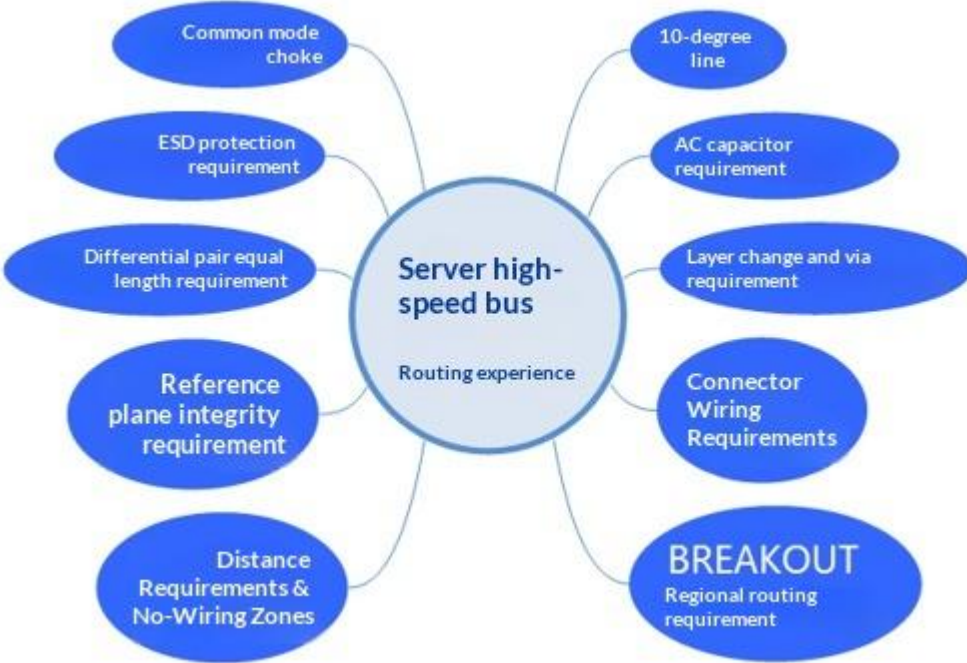 Common mode
choke
10-degree
line
ESD protection
requirement
AC capacitor
requirement
Differential pair equal
length requirement
Server high-
speed bus
Routing experience
Layer change and via
requirement
Reference
plane integrity
requirement
Connector
Wiring
Requirements
Distance
Requirements &
No-Wiring Zones
BREAKOUT
Regional routing
requirement